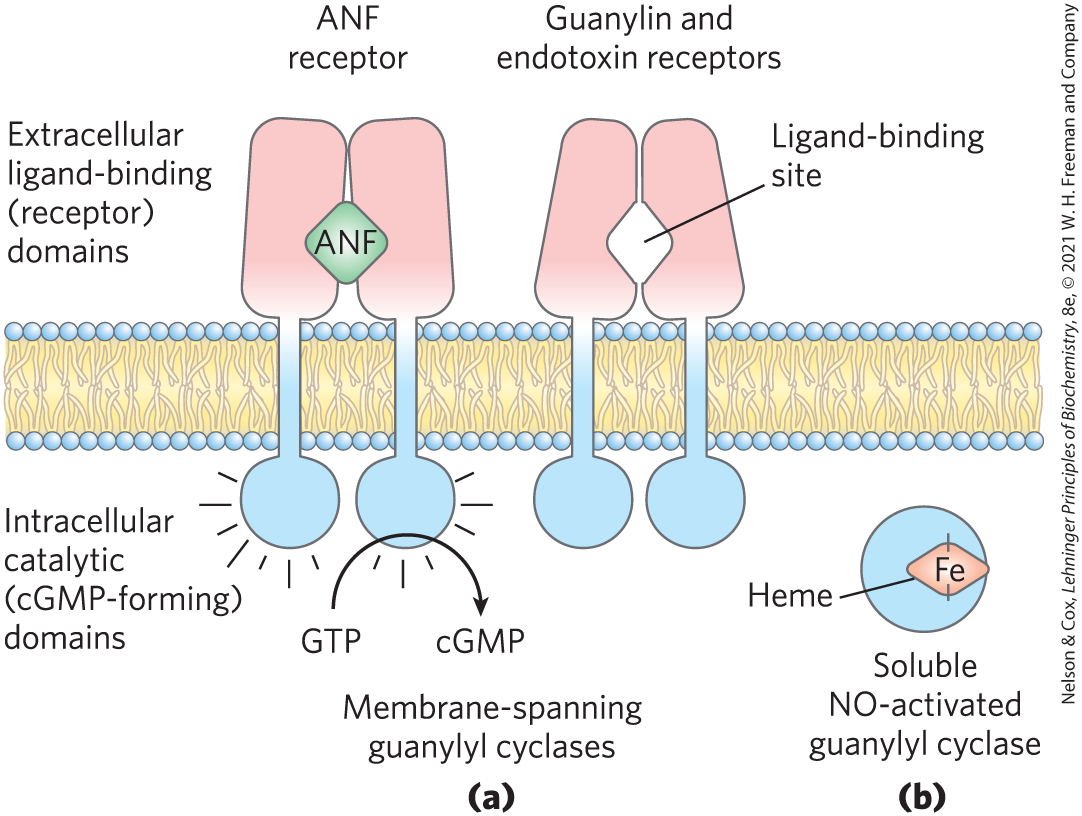 ANF
receptor
Guanylin and
endotoxin receptors
Extracellular
ligand-binding
(receptor)
domains
ANF
Ligand-binding
site
Intracellular
catalytic
(cGMP-forming)
domains
GTP
cGMP
Membrane-spanning
guanylyl cyclases
(a)
Heme
Fe
Soluble
NO-activated
guanylyl cyclase
(b)
Nelson & Cox, Lehninger Principles of Biochemistry, 8e, © 2021 W. H. Freeman and Company